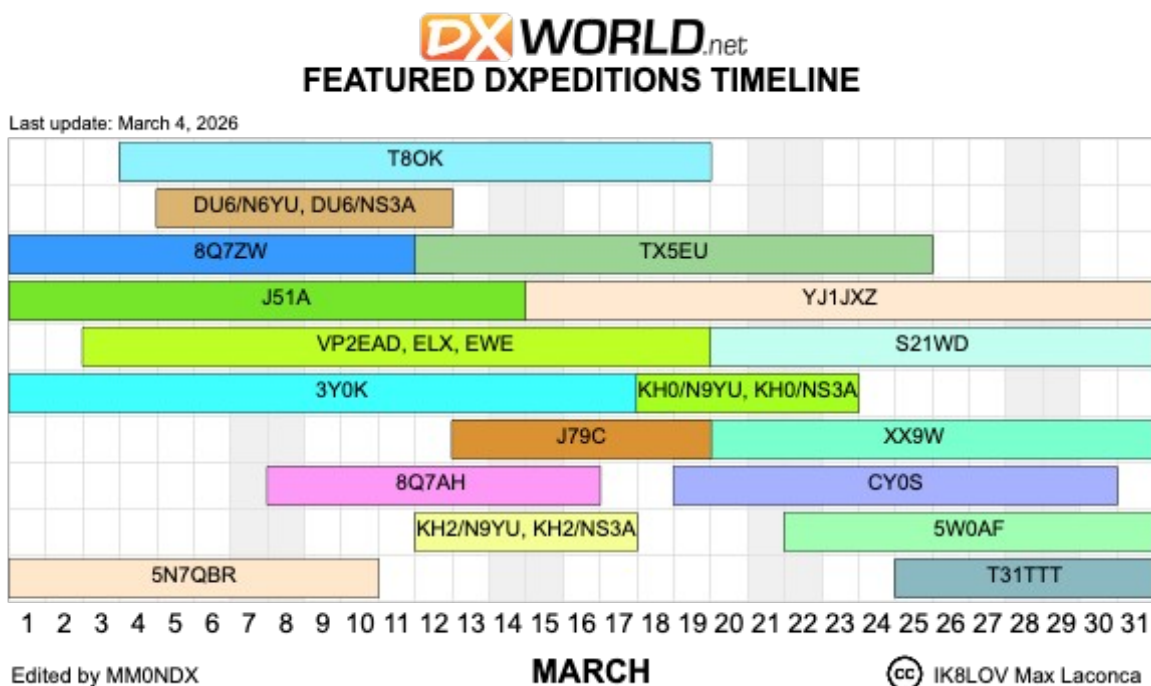 DX WORLD.net
FEATURED DXPEDITIONS TIMELINE
Last update: March 4, 2026
T8OK
DU6/N6YU, DU6/NS3A
8Q7ZW TX5EU
J51A YJ1JXZ
VP2EAD, ELX, EWE S21WD
3Y0K KH0/N9YU, KH0/NS3A
J79C XX9W
8Q7AH CY0S
KH2/N9YU, KH2/NS3A 5W0AF
5N7QBR T31TTT
1 2 3 4 5 6 7 8 9 10 11 12 13 14 15 16 17 18 19 20 21 22 23 24 25 26 27 28 29 30 31
Edited by MM0NDX MARCH cc IK8LOV Max Laconca